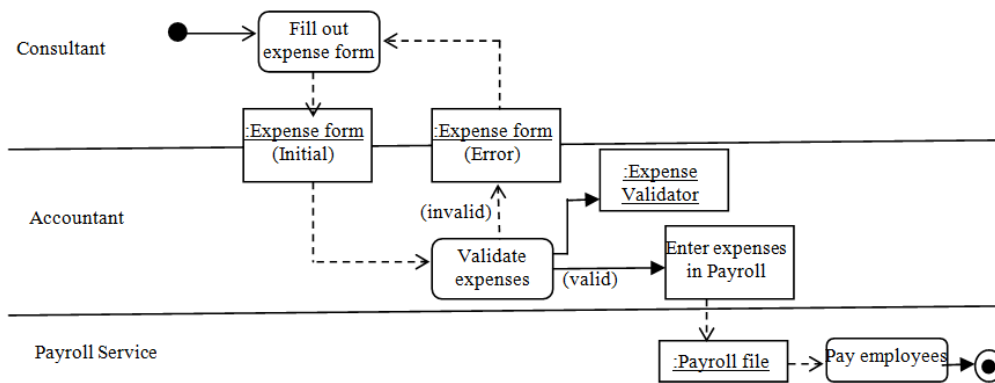 Consultant
Fill out
expense form
:Expense form
(Initial)
:Expense form
(Error)
Accountant
:Expense
Validator
(invalid)
Validate
expenses
(valid)
Enter expenses
in Payroll
Payroll Service
:Payroll file
Pay employees